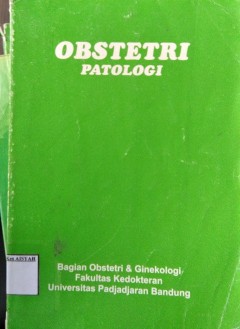 OBSTETRI
PATOLOGI
Bagian Obstetri & Ginekologi
Fakultas Kedokteran
Universitas Padjadjaran Bandung